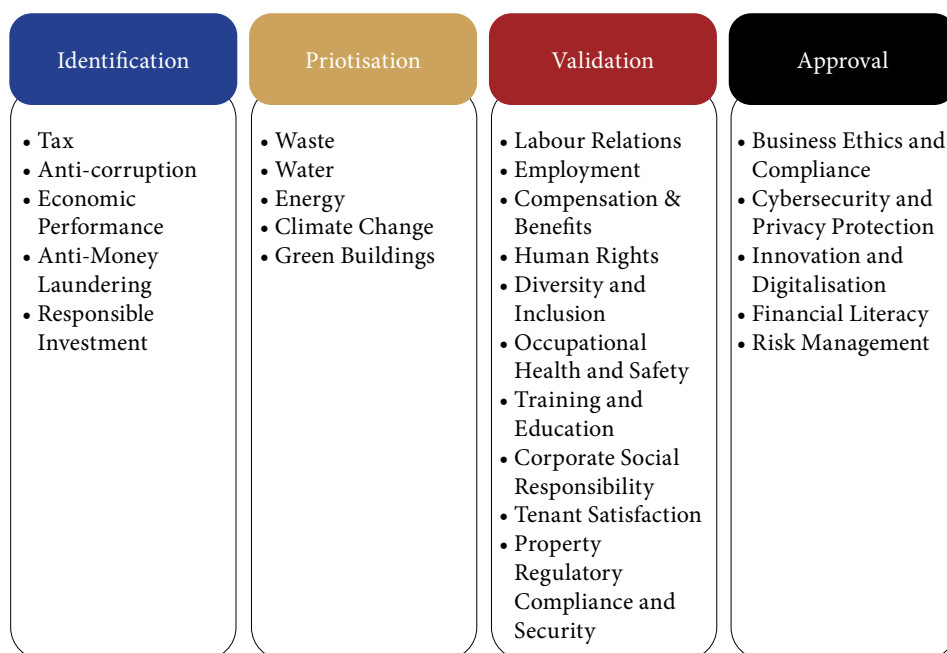 Identification
• Tax
• Anti-corruption
• Economic
Performance
• Anti-Money
Laundering
• Responsible
Investment
Priotisation
• Waste
• Water
• Energy
• Climate Change
• Green Buildings
Validation
• Labour Relations
• Employment
• Compensation &
Benefits
• Human Rights
• Diversity and
Inclusion
• Occupational
Health and Safety
• Training and
Education
• Corporate Social
Responsibility
• Tenant Satisfaction
• Property
Regulatory
Compliance and
Security
Approval
• Business Ethics and
Compliance
• Cybersecurity and
Privacy Protection
• Innovation and
Digitalisation
• Financial Literacy
• Risk Management